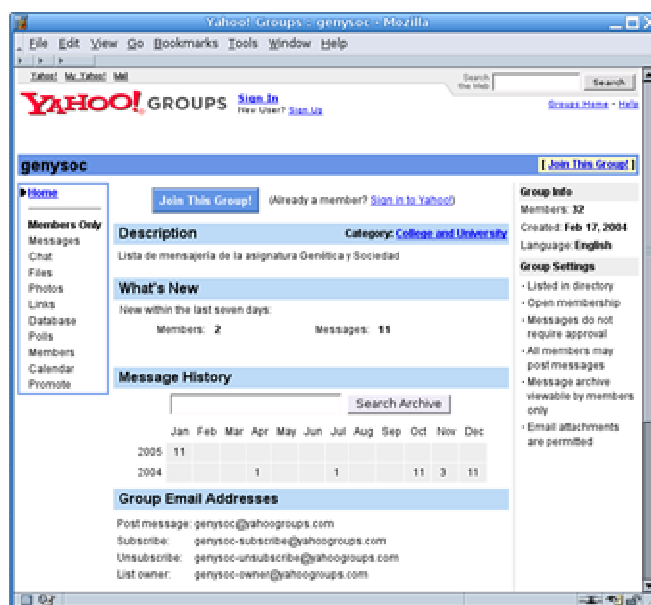 Yahoo! Groups : genysoc - Mozilla
File Edit View Go Bookmarks Tools Window Help
Yahoo! My Yahoo! Mail
Search the Web
Search
YAHOO! GROUPS
Sign In
New User? Sign Up
Groups Home - Help
genysoc
[ Join This Group! ]
Home
Members Only
Messages
Chat
Files
Photos
Links
Database
Polls
Members
Calendar
Promote
Join This Group! (Already a member? Sign in to Yahoo!)
Description
Category: College and University
Lista de mensajería de la asignatura Genética y Sociedad
What's New
New within the last seven days:
Members: 2 Messages: 11
Message History
Search Archive
Jan Feb Mar Apr May Jun Jul Aug Sep Oct Nov Dec
2005 11
2004 1 1 11 3 11
Group Email Addresses
Post message: genysoc@yahoogroups.com
Subscribe: genysoc-subscribe@yahoogroups.com
Unsubscribe: genysoc-unsubscribe@yahoogroups.com
List owner: genysoc-owner@yahoogroups.com
Group Info
Members: 32
Created: Feb 17, 2004
Language: English
Group Settings
· Listed in directory
· Open membership
· Messages do not
require approval
· All members may
post messages
· Message archive
viewable by members
only
· Email attachments
are permitted